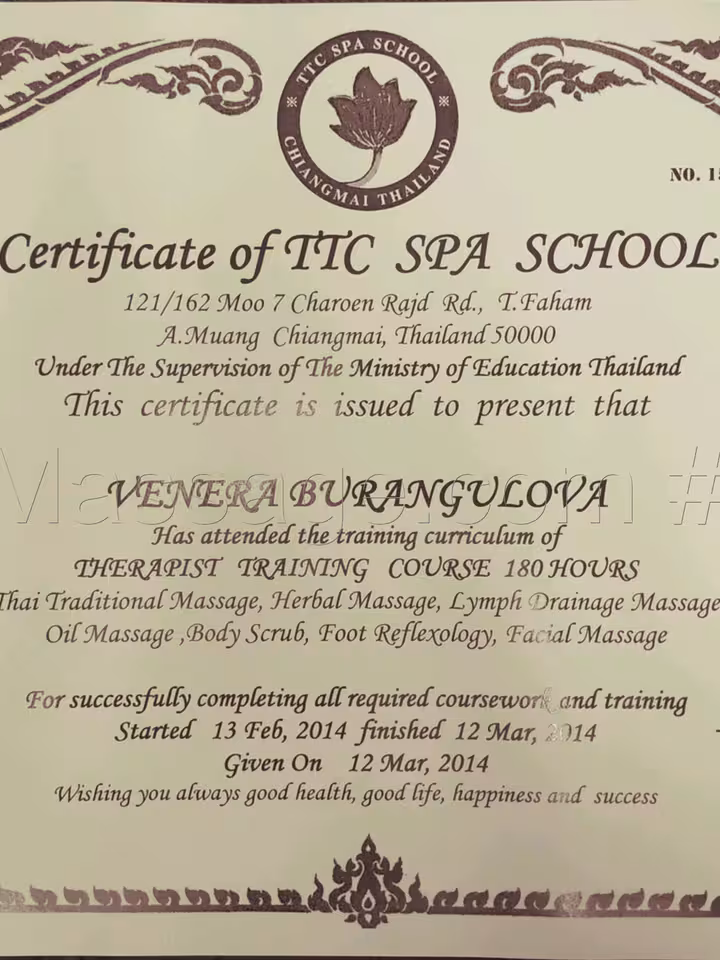 TTC SPA SCHOOL
CHIANGMAI THAILAND
NO. 15
Certificate of TTC SPA SCHOOL
121/162 Moo 7 Charoen Rajd Rd., T.Faham
A.Muang Chiangmai, Thailand 50000
Under The Supervision of The Ministry of Education Thailand
This certificate is issued to present that
Massage.com #
VENERA BURANGULOVA
Has attended the training curriculum of
THERAPIST TRAINING COURSE 180 HOURS
Thai Traditional Massage, Herbal Massage, Lymph Drainage Massage
Oil Massage ,Body Scrub, Foot Reflexology, Facial Massage
For successfully completing all required coursework and training
Started 13 Feb, 2014 finished 12 Mar, 2014
Given On 12 Mar, 2014
Wishing you always good health, good life, happiness and success